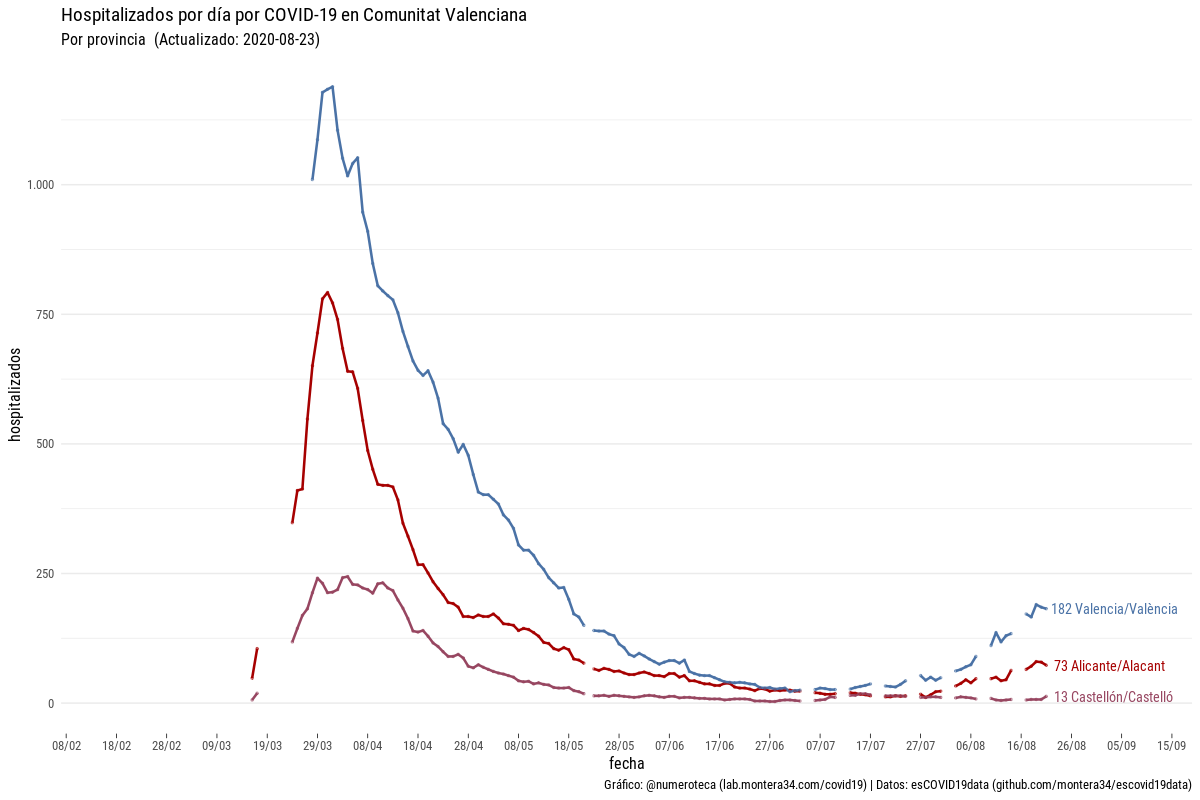 Hospitalizados por día por COVID-19 en Comunitat Valenciana
Por provincia (Actualizado: 2020-08-23)
hospitalizados
1.000
750
500
250
0
182 Valencia/València
73 Alicante/Alacant
13 Castellón/Castelló
08/02 18/02 28/02 09/03 19/03 29/03 08/04 18/04 28/04 08/05 18/05 28/05 07/06 17/06 27/06 07/07 17/07 27/07 06/08 16/08 26/08 05/09 15/09
fecha
Gráfico: @numeroteca (lab.montera34.com/covid19) | Datos: esCOVID19data (github.com/montera34/escovid19data)